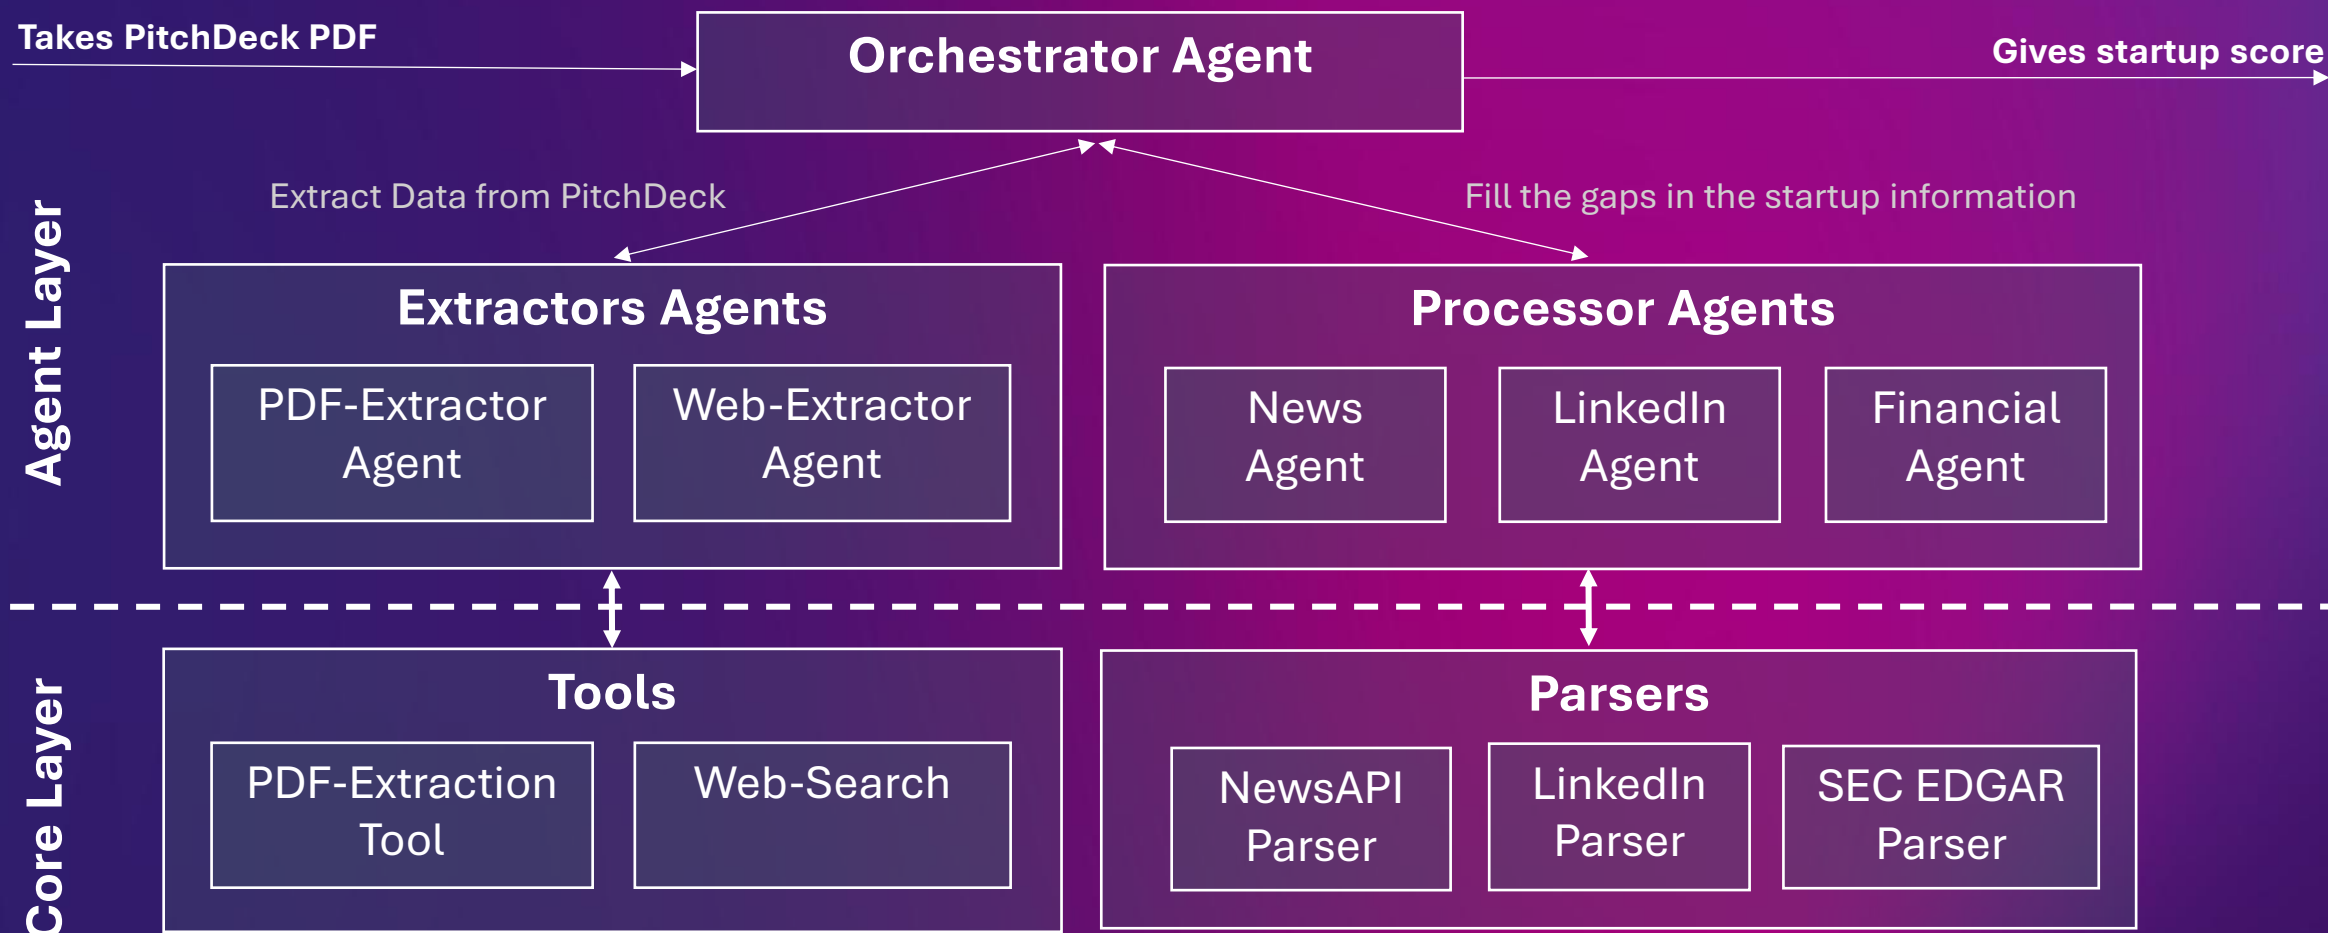 Takes PitchDeck PDF
Orchestrator Agent
Gives startup score
Extract Data from PitchDeck
Fill the gaps in the startup information
Agent Layer
Extractors Agents
PDF-Extractor
Agent
Web-Extractor
Agent
Processor Agents
News
Agent
LinkedIn
Agent
Financial
Agent
Core Layer
Tools
PDF-Extraction
Tool
Web-Search
Parsers
NewsAPI
Parser
LinkedIn
Parser
SEC EDGAR
Parser